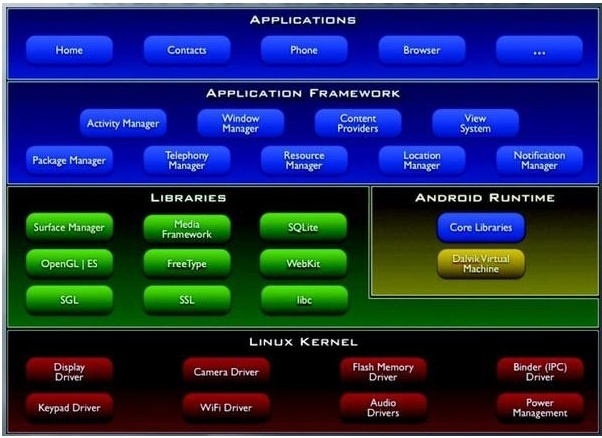 APPLICATIONS
Home
Contacts
Phone
Browser
...
APPLICATION FRAMEWORK
Activity Manager
Window
Manager
Content
Providers
View
System
Package Manager
Telephony
Manager
Resource
Manager
Location
Manager
Notification
Manager
LIBRARIES
Surface Manager
Media
Framework
SQLite
OpenGL | ES
FreeType
WebKit
SGL
SSL
libc
ANDROID RUNTIME
Core Libraries
Dalvik Virtual
Machine
LINUX KERNEL
Display
Driver
Camera Driver
Flash Memory
Driver
Binder (IPC)
Driver
Keypad Driver
WiFi Driver
Audio
Drivers
Power
Management